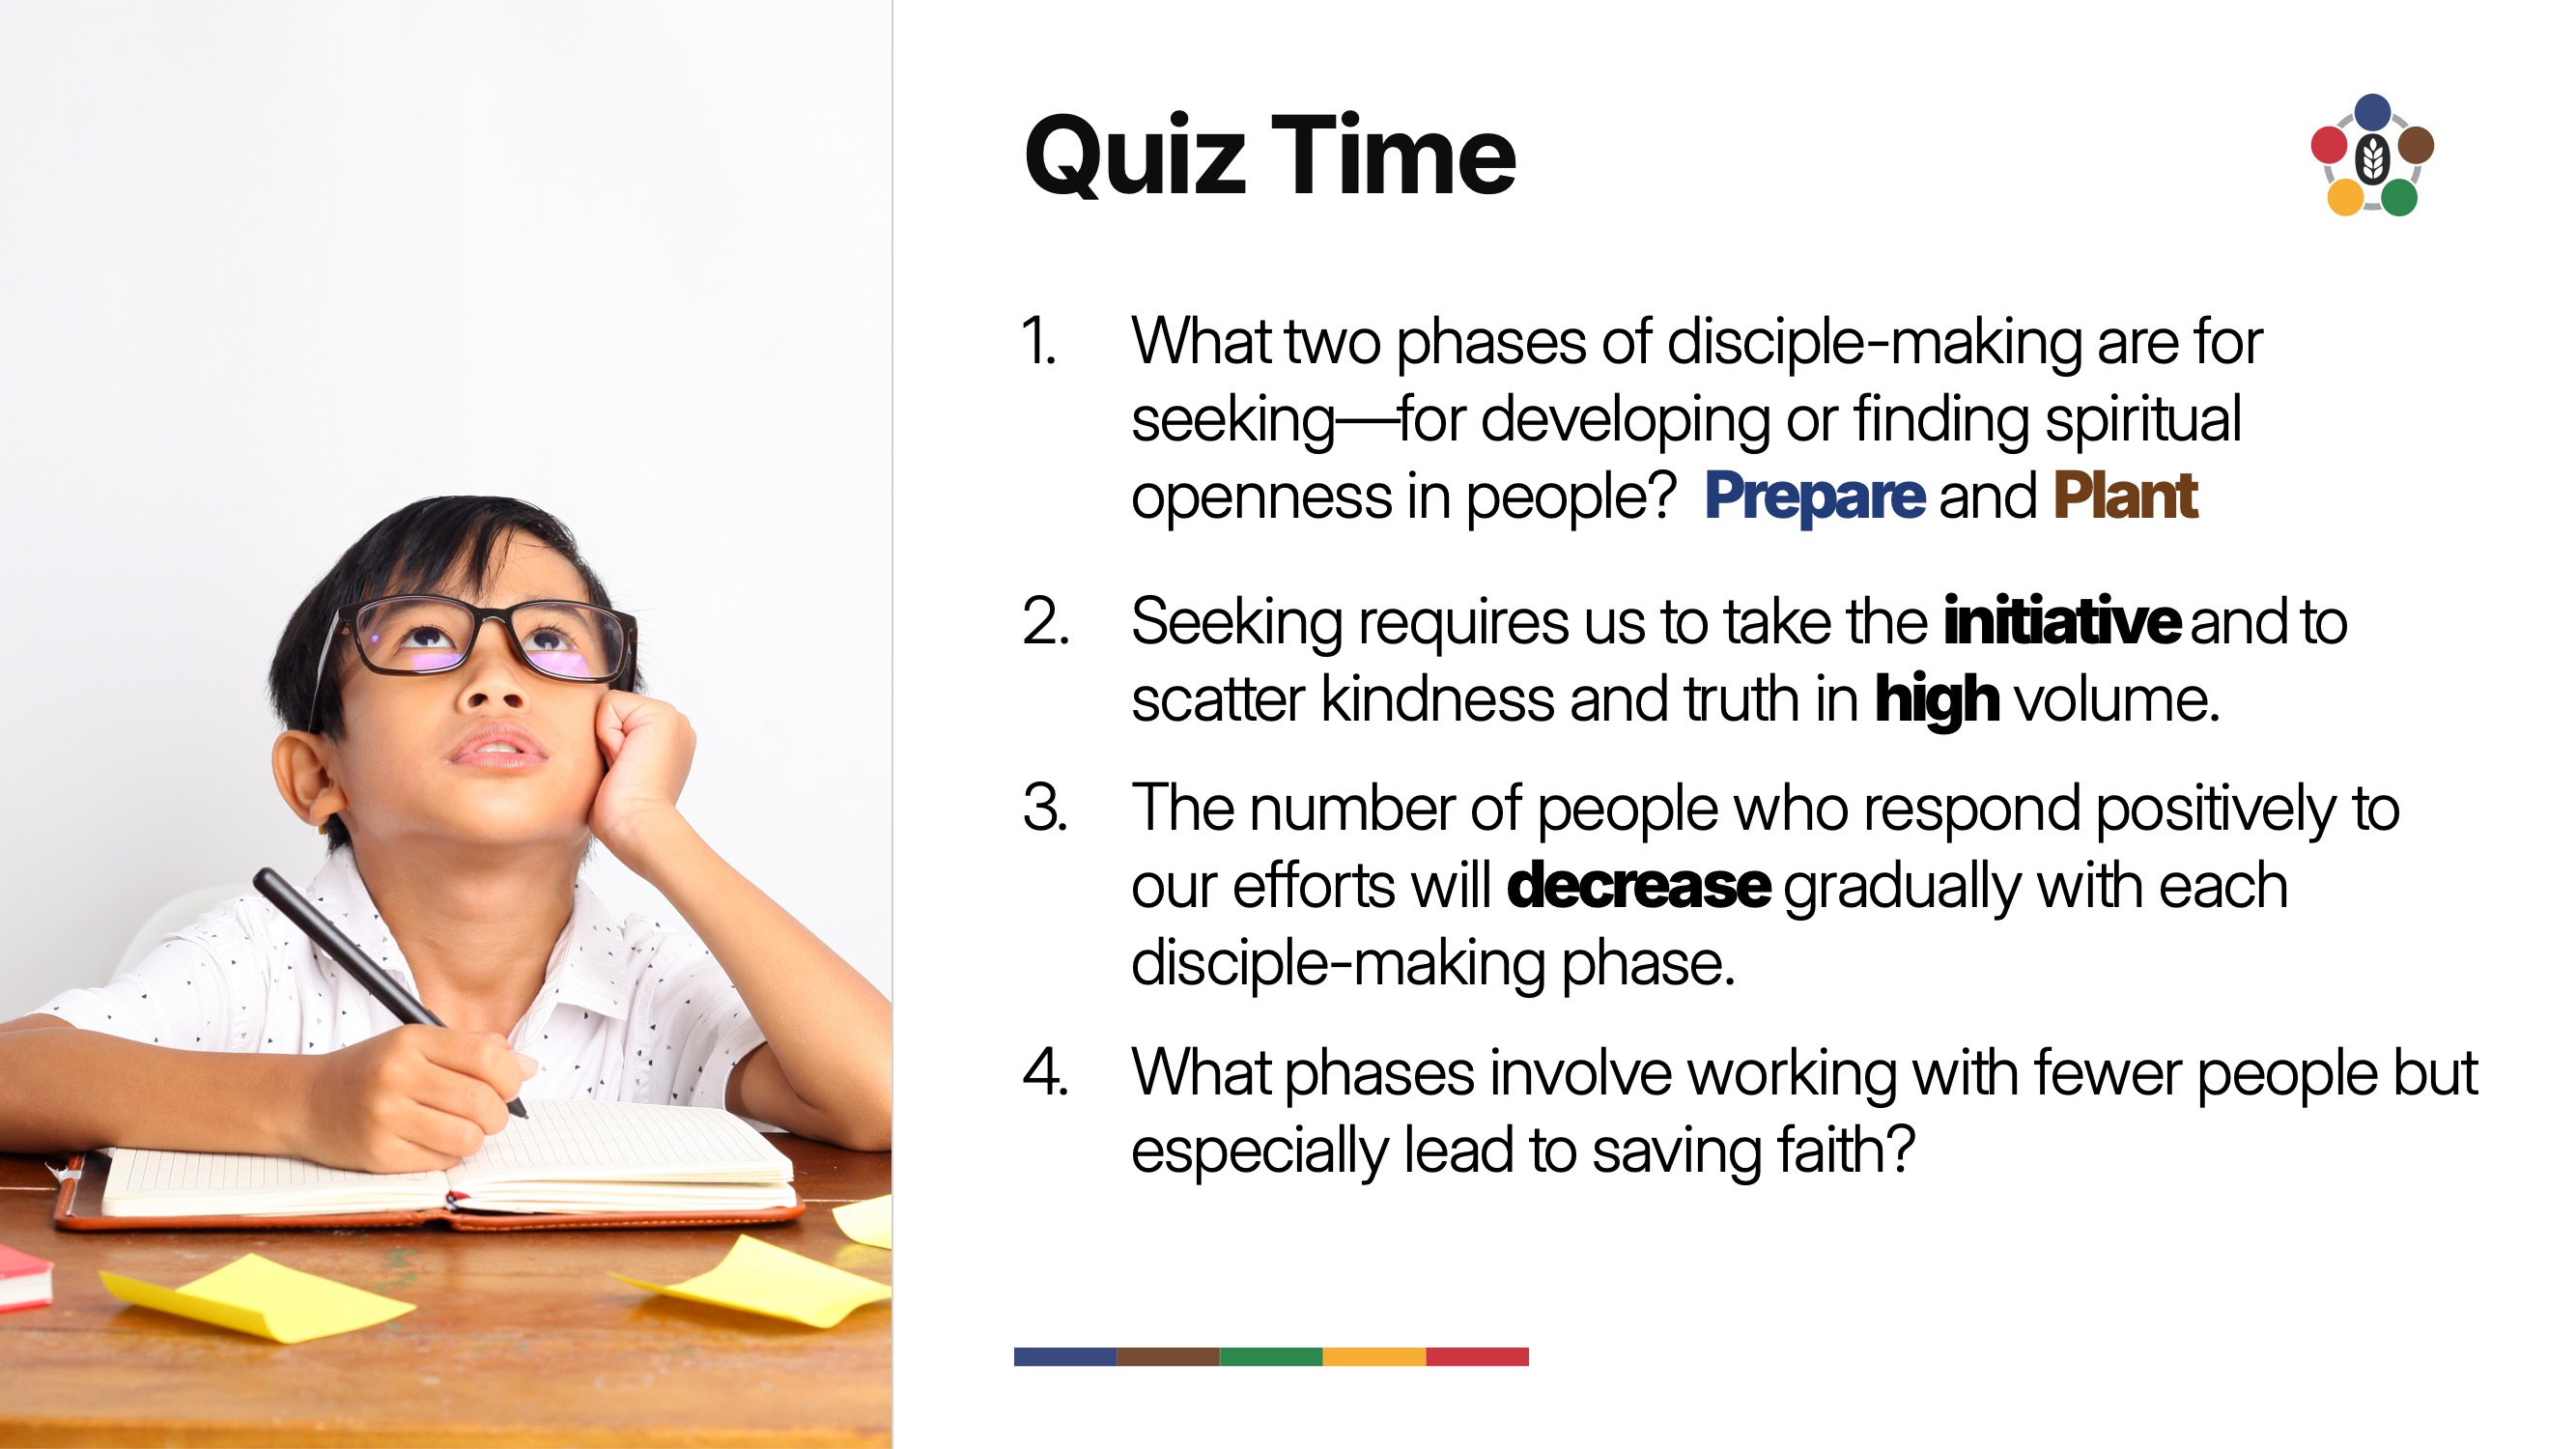 Quiz Time
1. What two phases of disciple-making are for
seeking—for developing or finding spiritual
openness in people? Prepare and Plant
2. Seeking requires us to take the initiative and to
scatter kindness and truth in high volume.
3. The number of people who respond positively to
our efforts will decrease gradually with each
disciple-making phase.
4. What phases involve working with fewer people but
especially lead to saving faith?